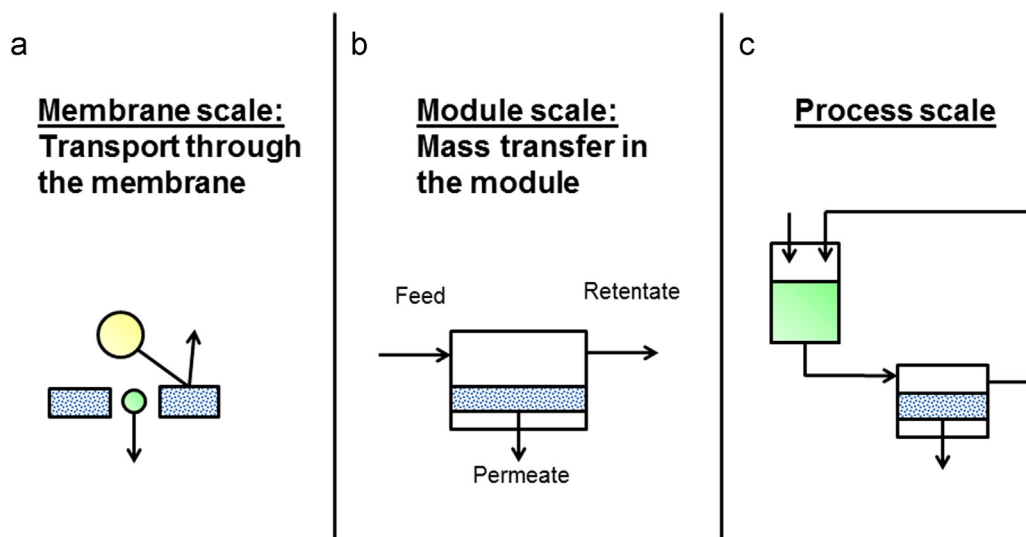 a
Membrane scale:
Transport through
the membrane
b
Module scale:
Mass transfer in
the module
Feed
Retentate
Permeate
c
Process scale